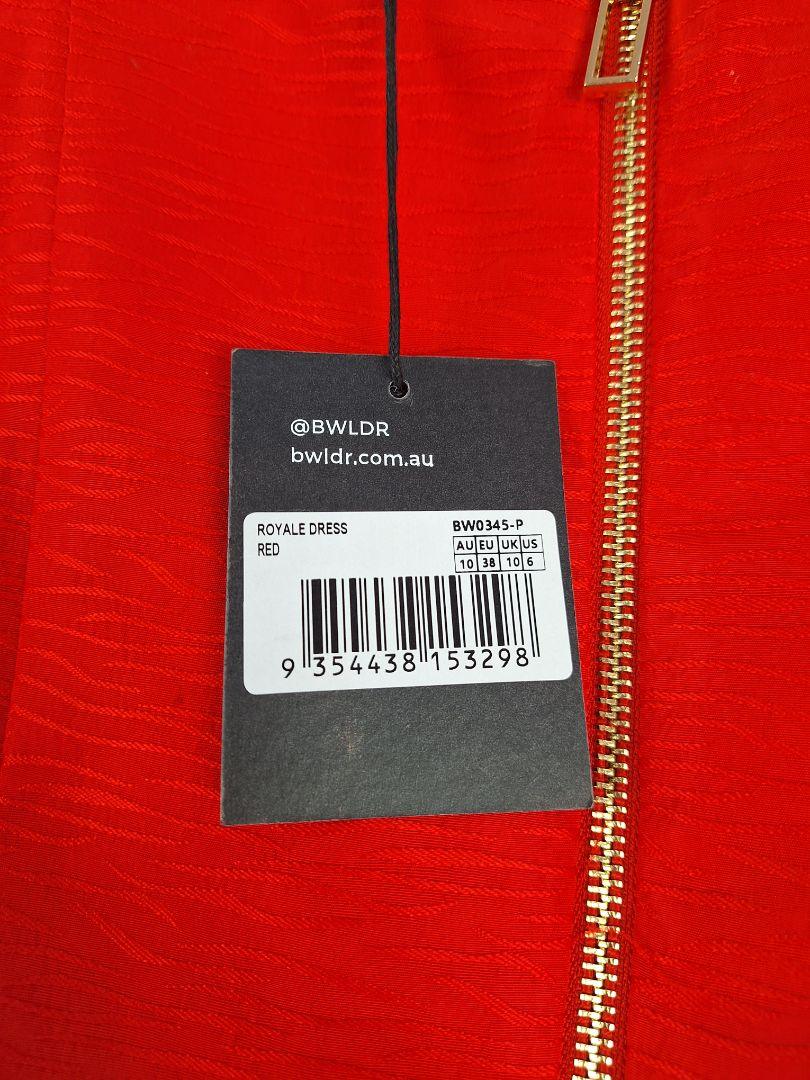 @BWLDR
bwldr.com.au
ROYALE DRESS BW0345-P
RED
AU EU UK US
10 38 10 6
9 354438 153298